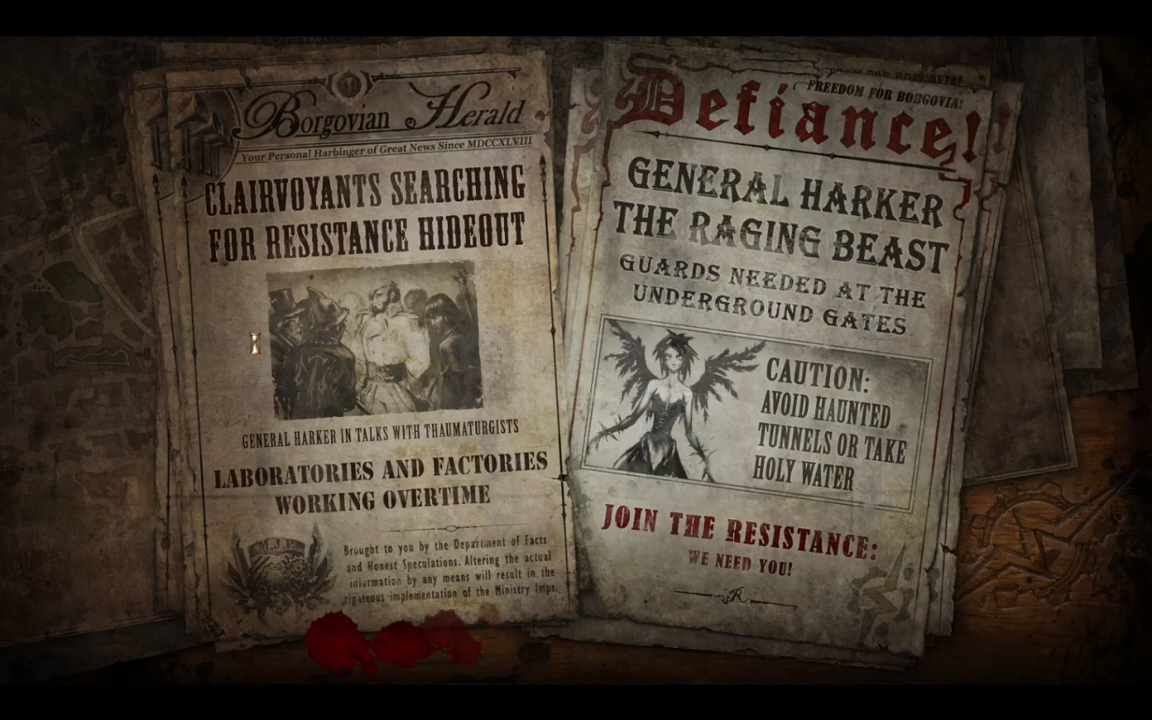 Borgovian Herald
Your Personal Harbinger of Great News Since MDCCXLVIII
CLAIRVOYANTS SEARCHING
FOR RESISTANCE HIDEOUT
GENERAL HARKER IN TALKS WITH THAUMATURGISTS
LABORATORIES AND FACTORIES
WORKING OVERTIME
Brought to you by the Department of Facts
and Honest Speculations. Altering the actual
information by any means will result in the
rigateous implementation of the Ministry Imps.
FREEDOM FOR BORGOVIA!
Defiance!
GENERAL HARKER
THE RAGING BEAST
GUARDS NEEDED AT THE
UNDERGROUND GATES
CAUTION:
AVOID HAUNTED
TUNNELS OR TAKE
HOLY WATER
JOIN THE RESISTANCE:
WE NEED YOU!
R